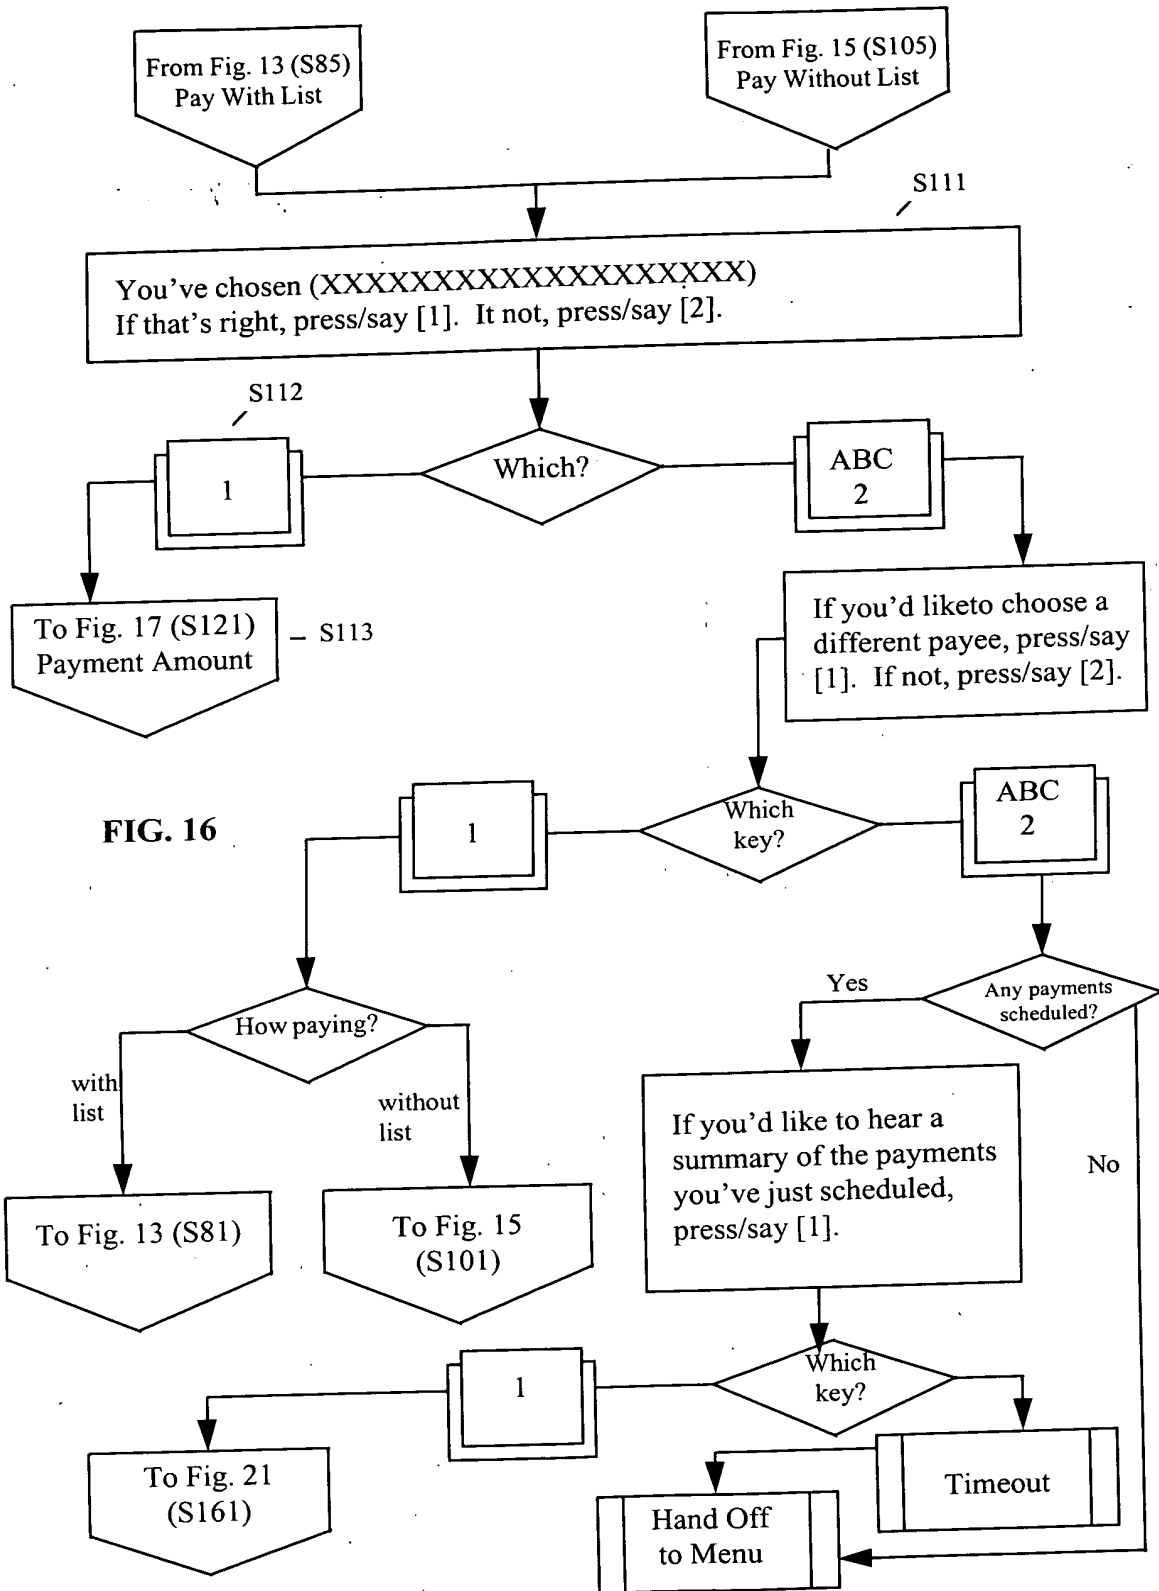 From Fig. 13 (S85)
Pay With List
From Fig. 15 (S105)
Pay Without List
S111
You've chosen (XXXXXXXXXXXXXXXXXXX)
If that's right, press/say [1]. It not, press/say [2].
S112
1
Which?
ABC
2
To Fig. 17 (S121)
Payment Amount
S113
If you'd liketo choose a
different payee, press/say
[1]. If not, press/say [2].
FIG. 16
1
Which
key?
ABC
2
How paying?
Yes
Any payments
scheduled?
with
list
without
list
If you'd like to hear a
summary of the payments
you've just scheduled,
press/say [1].
No
To Fig. 13 (S81)
To Fig. 15
(S101)
1
Which
key?
To Fig. 21
(S161)
Timeout
Hand Off
to Menu